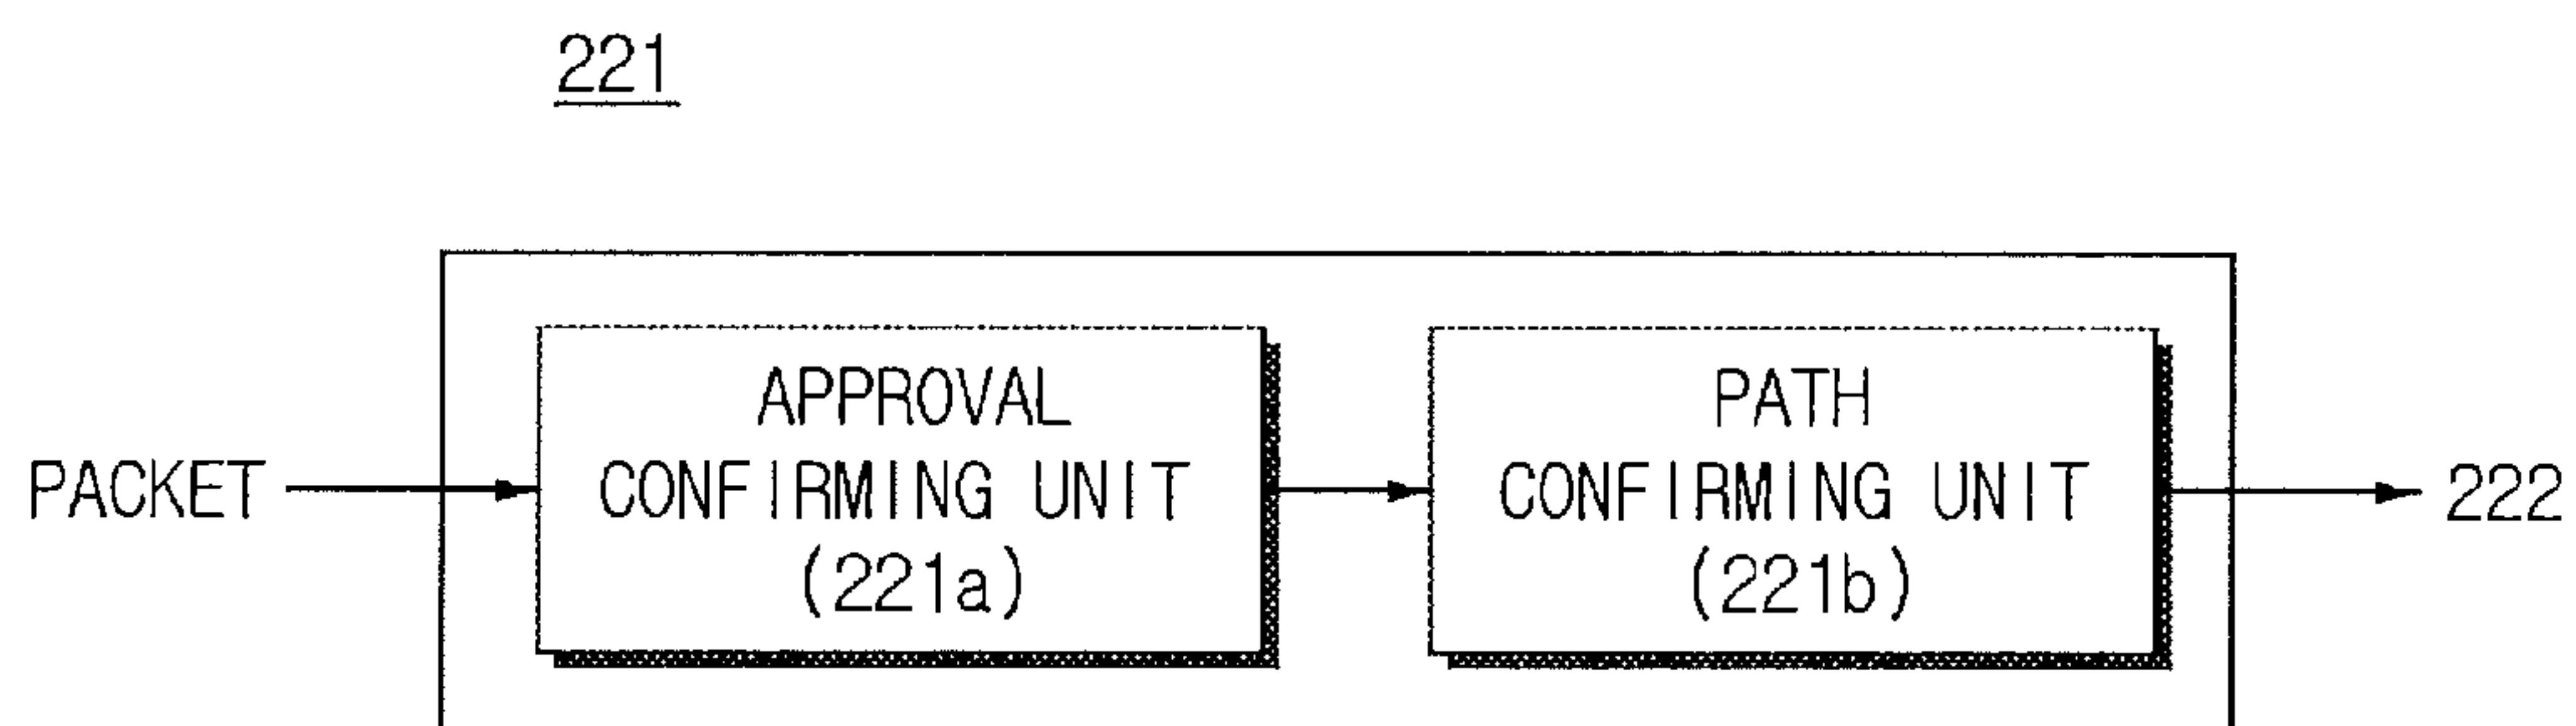 221
PACKET
APPROVAL
CONFIRMING UNIT
(221a)
PATH
CONFIRMING UNIT
(221b)
222